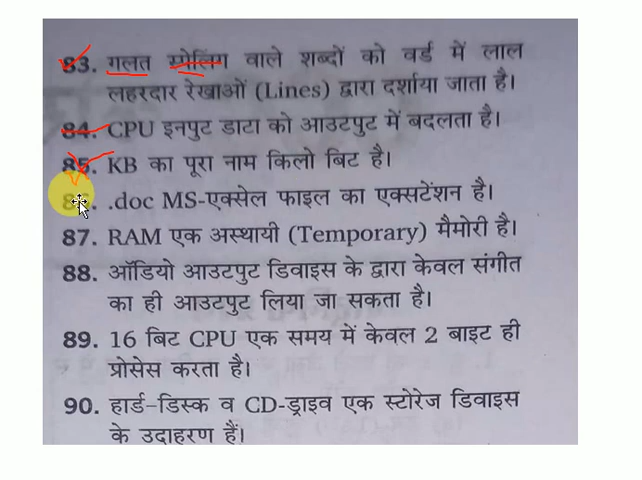 83. गलत स्पेलिंग वाले शब्दों को वर्ड में लाल
लहरदार रेखाओं (Lines) द्वारा दर्शाया जाता है।
84. CPU इनपुट डाटा को आउटपुट में बदलता है।
85. KB का पूरा नाम किलो बिट है।
86. .doc MS-एक्सेल फाइल का एक्सटेंशन है।
87. RAM एक अस्थायी (Temporary) मैमोरी है।
88. ऑडियो आउटपुट डिवाइस के द्वारा केवल संगीत
का ही आउटपुट लिया जा सकता है।
89. 16 बिट CPU एक समय में केवल 2 बाइट ही
प्रोसेस करता है।
90. हार्ड-डिस्क व CD-ड्राइव एक स्टोरेज डिवाइस
के उदाहरण हैं।